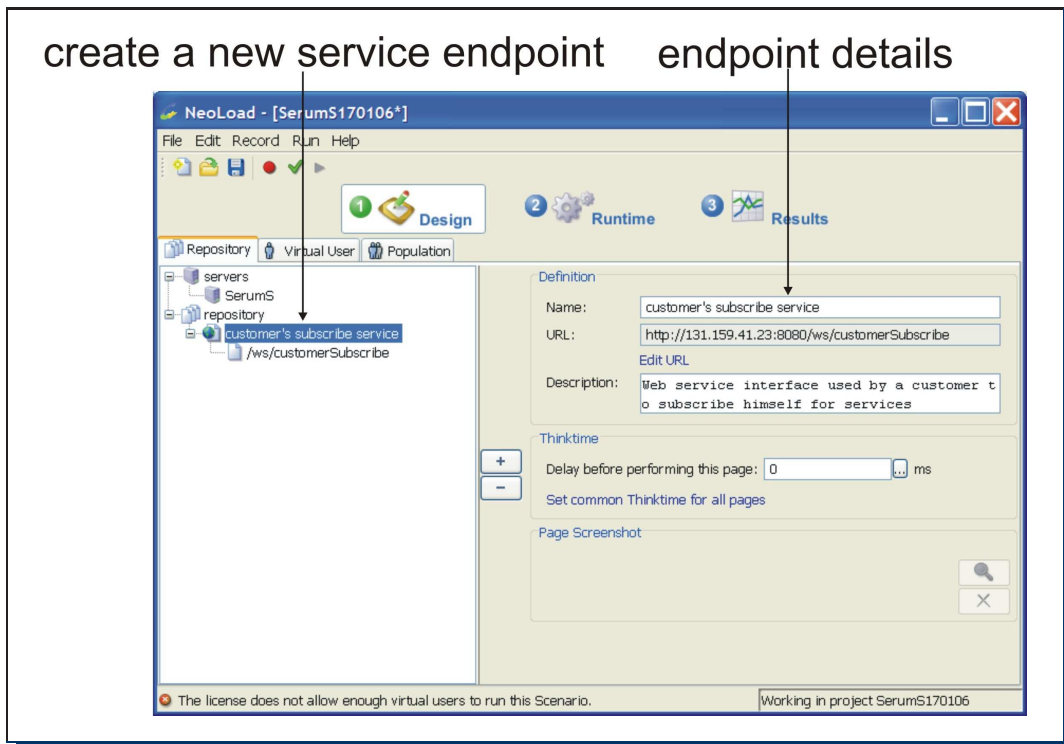 create a new service endpoint endpoint details
NeoLoad - [SerumS170106*]
File Edit Record Run Help
1 Design 2 Runtime 3 Results
Repository Virtual User Population
servers
SerumS
repository
customer's subscribe service
/ws/customerSubscribe
Definition
Name: customer's subscribe service
URL: http://131.159.41.23:8080/ws/customerSubscribe
Edit URL
Description: Web service interface used by a customer t
o subscribe himself for services
Thinktime
+
-
Delay before performing this page: 0 ... ms
Set common Thinktime for all pages
Page Screenshot
The license does not allow enough virtual users to run this Scenario. Working in project SerumS170106